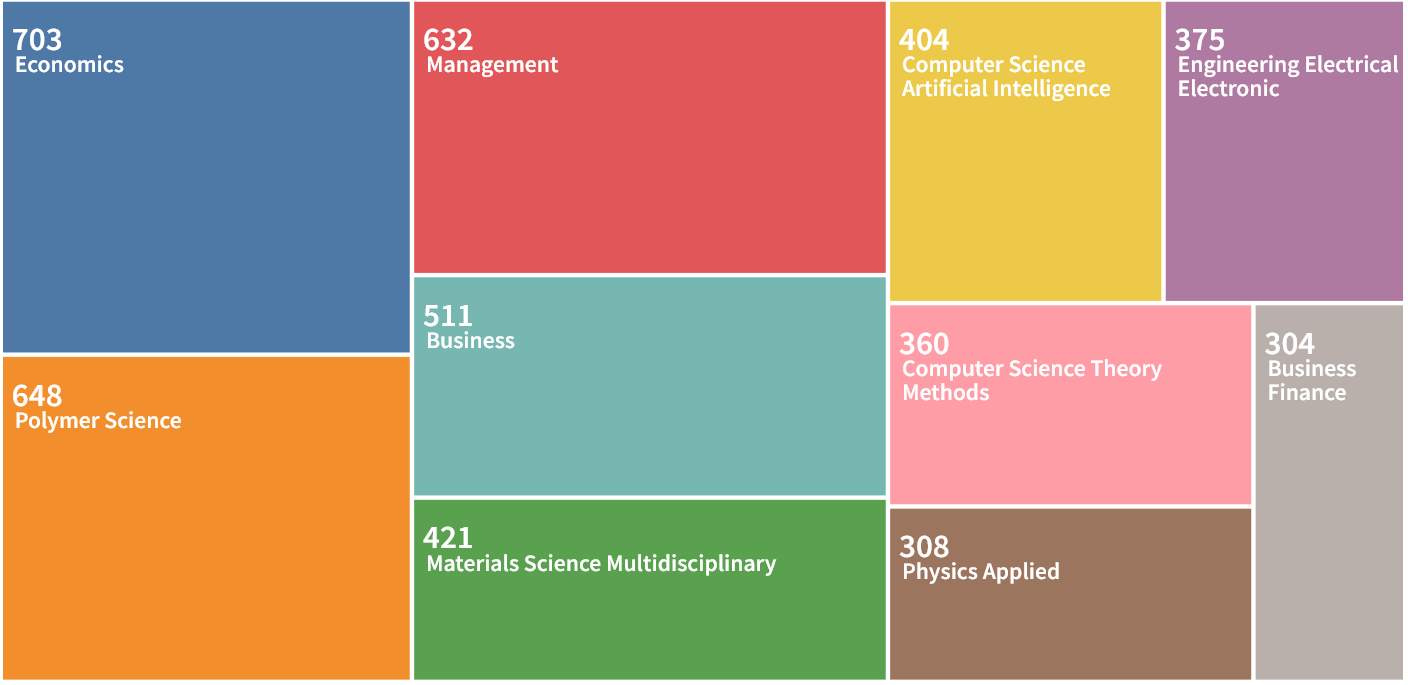 703
Economics
648
Polymer Science
632
Management
511
Business
421
Materials Science Multidisciplinary
404
Computer Science
Artificial Intelligence
375
Engineering Electrical
Electronic
360
Computer Science Theory
Methods
308
Physics Applied
304
Business
Finance